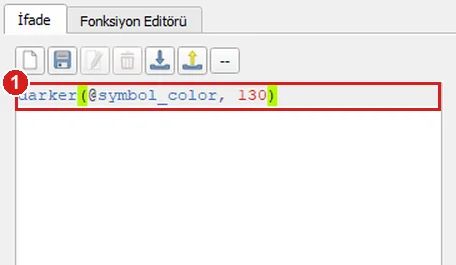 İfade
Fonksiyon Editörü
--
1
darker(@symbol_color, 130)